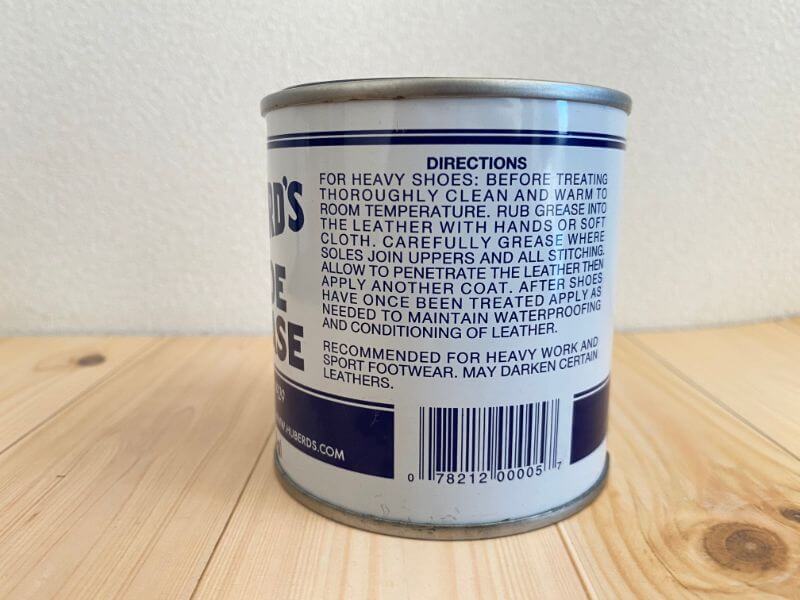 DIRECTIONS
FOR HEAVY SHOES: BEFORE TREATING
THOROUGHLY CLEAN AND WARM TO
ROOM TEMPERATURE. RUB GREASE INTO
THE LEATHER WITH HANDS OR SOFT
CLOTH. CAREFULLY GREASE WHERE
SOLES JOIN UPPERS AND ALL STITCHING.
ALLOW TO PENETRATE THE LEATHER THEN
APPLY ANOTHER COAT. AFTER SHOES
HAVE ONCE BEEN TREATED APPLY AS
NEEDED TO MAINTAIN WATERPROOFING
AND CONDITIONING OF LEATHER.
RECOMMENDED FOR HEAVY WORK AND
SPORT FOOTWEAR. MAY DARKEN CERTAIN
LEATHERS.
RD'S
OE
ASE
.HUBERDS.COM
0 78212 00005 7